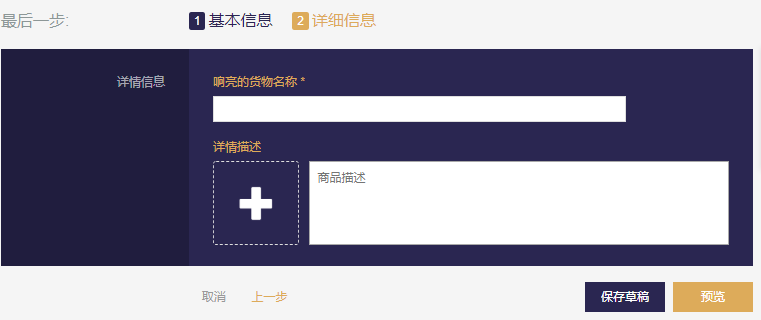 最后一步: 1 基本信息 2 详细信息
详情信息
响亮的货物名称 *
详情描述
商品描述
取消 上一步 保存草稿 预览